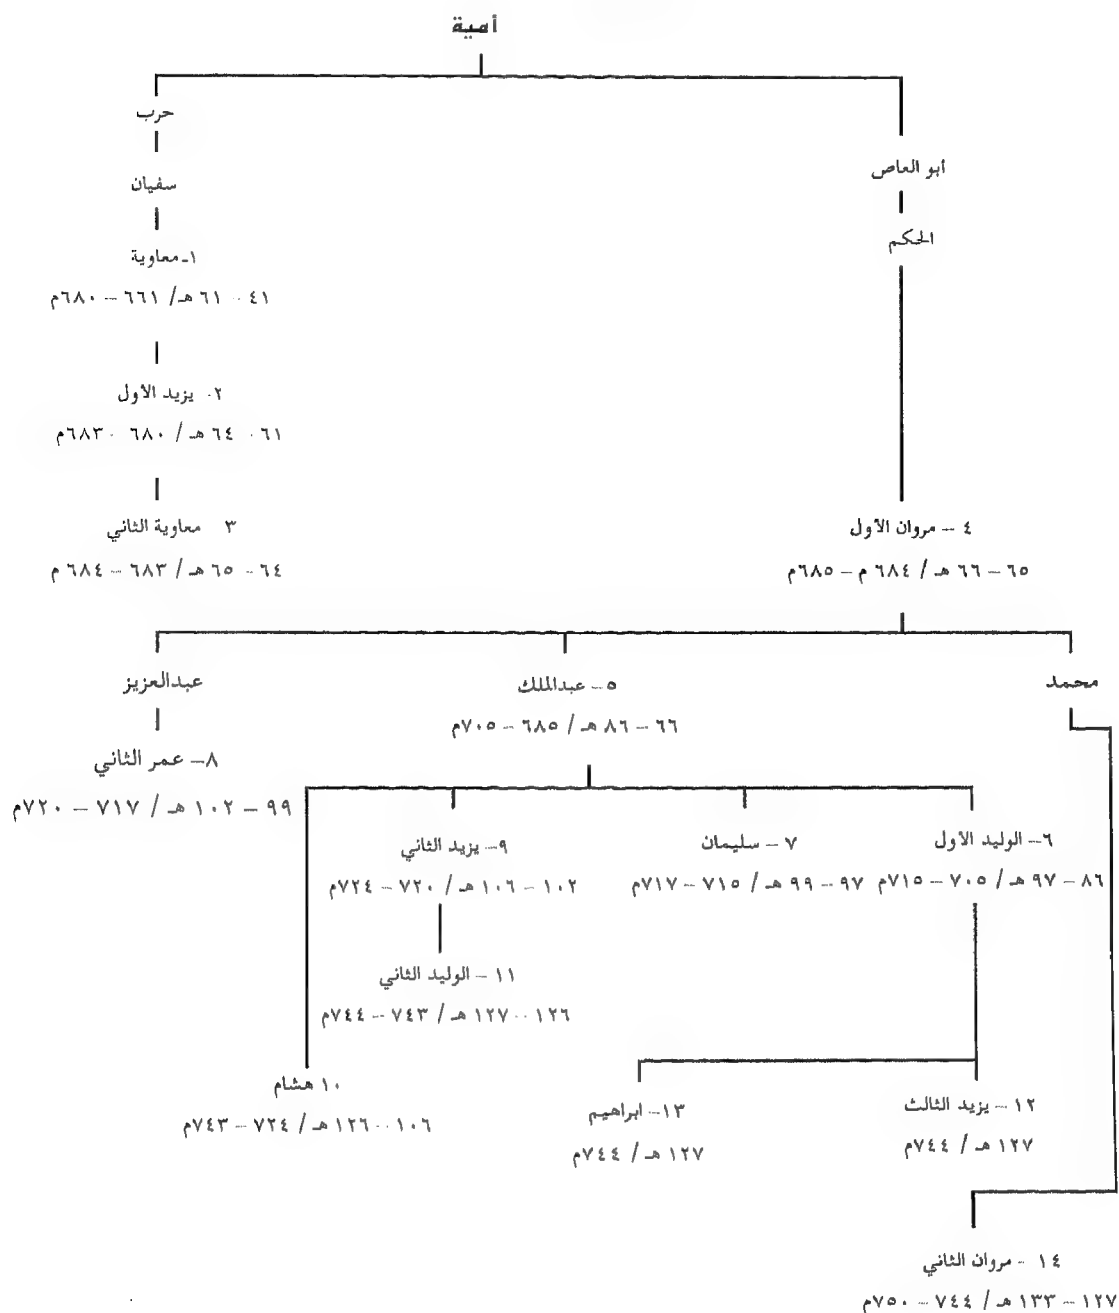 أمية
حرب
أبو العاص
سفيان
الحكم
١ـ معاوية
٤١ - ٦١ هـ / ٦٦١ – ٦٨٠م
٢- يزيد الأول
٦١ - ٦٤ هـ / ٦٨٠ - ٦٨٣م
٣ معاوية الثاني
٦٤ - ٦٥ هـ / ٦٨٣ – ٦٨٤ م
٤ – مروان الأول
٦٥ – ٦٦ هـ / ٦٨٤ م – ٦٨٥م
محمد
٥ – عبدالملك
٦٦ – ٨٦ هـ / ٦٨٥ – ٧٠٥م
عبدالعزيز
٨– عمر الثاني
٩٩ – ١٠٢ هـ / ٧١٧ – ٧٢٠م
٦– الوليد الأول
٨٦ – ٩٧ هـ / ٧٠٥ – ٧١٥م
٧ – سليمان
٩٧ – ٩٩ هـ / ٧١٥ – ٧١٧م
٩– يزيد الثاني
١٠٢ – ١٠٦ هـ / ٧٢٠ – ٧٢٤م
١١ – الوليد الثاني
١٢٦ - ١٢٧ هـ / ٧٤٣ – ٧٤٤م
١٠ هشام
١٠٦ - ١٢٦ هـ / ٧٢٤ – ٧٤٣م
١٢ – يزيد الثالث
١٢٧ هـ / ٧٤٤م
١٣– ابراهيم
١٢٧ هـ / ٧٤٤م
١٤ – مروان الثاني
١٢٧ – ١٣٣ هـ / ٧٤٤ – ٧٥٠م